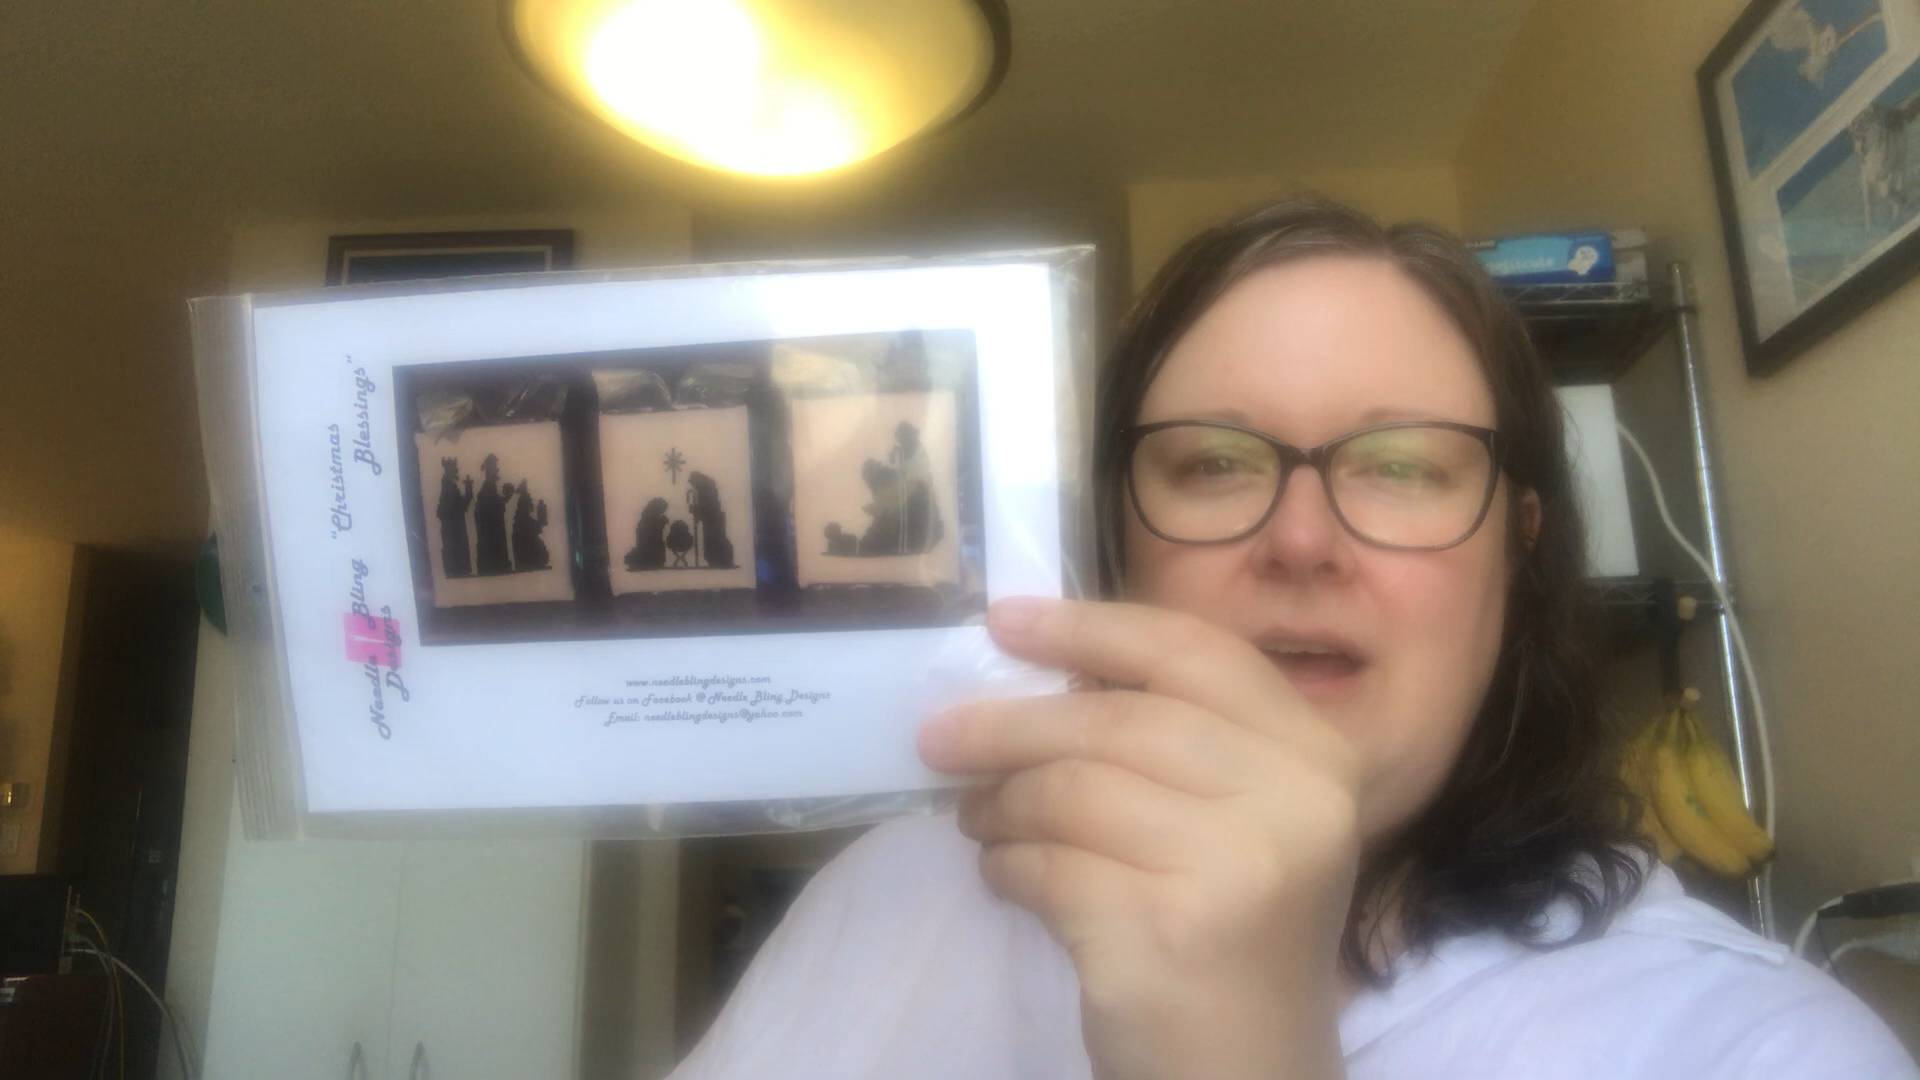 "Christmas
Blessings"
Needle Bling
Designs
www.needleblingdesigns.com
Follow us on Facebook @ Needle Bling Designs
Email: needleblingdesigns@yahoo.com